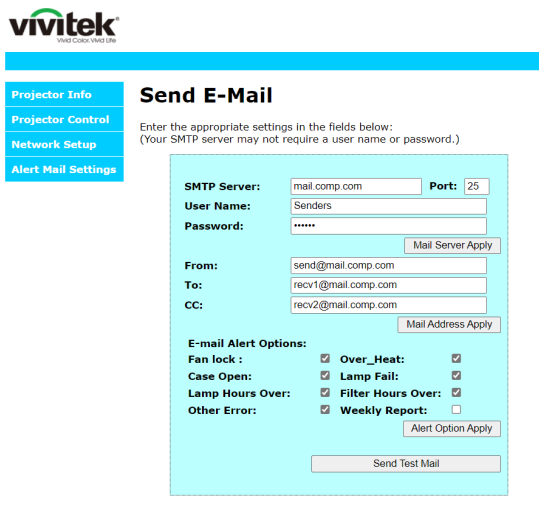 vivitek®
Vivid Color, Vivid Life
Projector Info
Projector Control
Network Setup
Alert Mail Settings
Send E-Mail
Enter the appropriate settings in the fields below:
(Your SMTP server may not require a user name or password.)
SMTP Server: mail.comp.com Port: 25
User Name: Senders
Password: ••••••
Mail Server Apply
From: send@mail.comp.com
To: recv1@mail.comp.com
CC: recv2@mail.comp.com
Mail Address Apply
E-mail Alert Options:
Fan lock : Over_Heat:
Case Open: Lamp Fail:
Lamp Hours Over: Filter Hours Over:
Other Error: Weekly Report:
Alert Option Apply
Send Test Mail